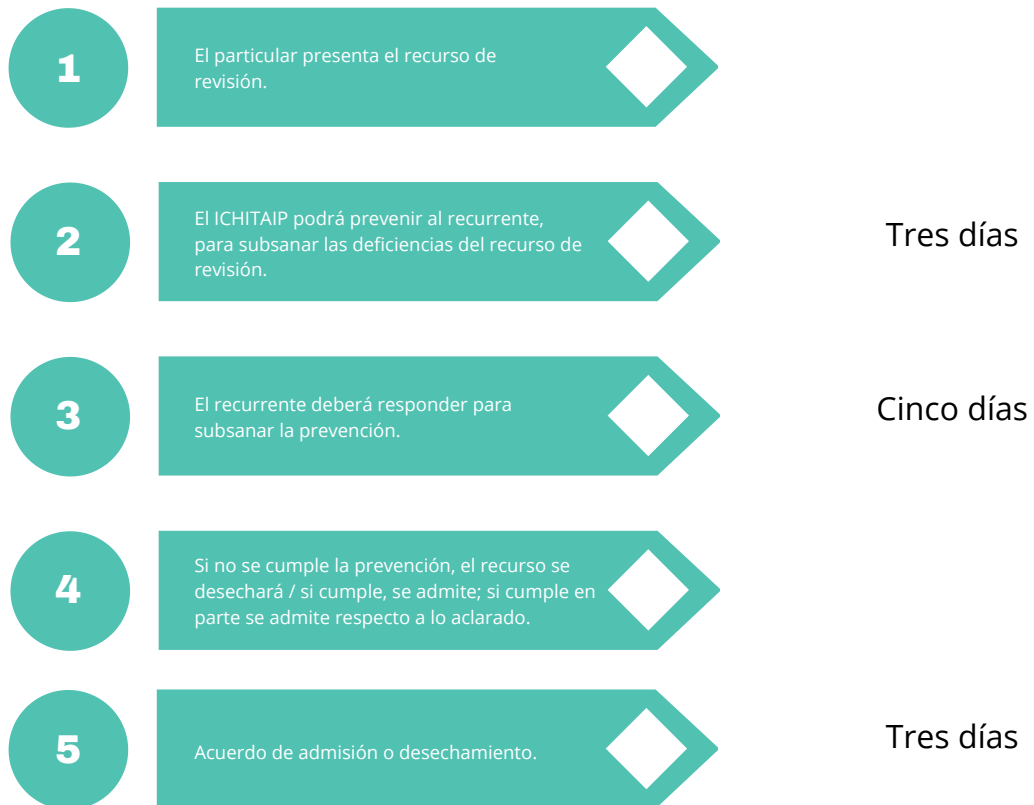 1
El particular presenta el recurso de
revisión.
2
El ICHITAIP podrá prevenir al recurrente,
para subsanar las deficiencias del recurso de
revisión.
Tres días
3
El recurrente deberá responder para
subsanar la prevención.
Cinco días
4
Si no se cumple la prevención, el recurso se
desechará / si cumple, se admite; si cumple en
parte se admite respecto a lo aclarado.
5
Acuerdo de admisión o desechamiento.
Tres días